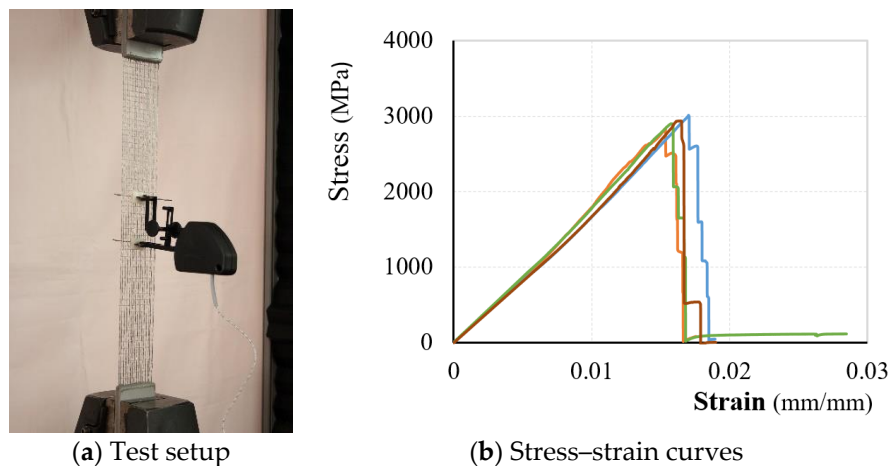 4000
3000
2000
1000
0
Stress (MPa)
0 0.01 0.02 0.03
Strain (mm/mm)
(a) Test setup
(b) Stress–strain curves